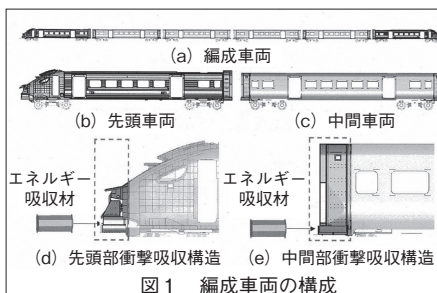 (a) 編成車両
(b) 先頭車両
(c) 中間車両
エネルギー
吸収材
(d) 先頭部衝撃吸収構造
エネルギー
吸収材
(e) 中間部衝撃吸収構造
図1 編成車両の構成